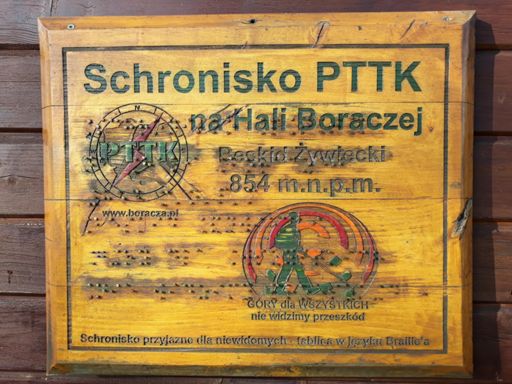 Schronisko PTTK
na Hali Boraczej
PTTK
Beskid Żywiecki
854 m.n.p.m.
www.boracza.pl
GÓRY dla WSZYSTKICH
nie widzimy przeszkód
Schronisko przyjazne dla niewidomych - tablica w języku Braille'a